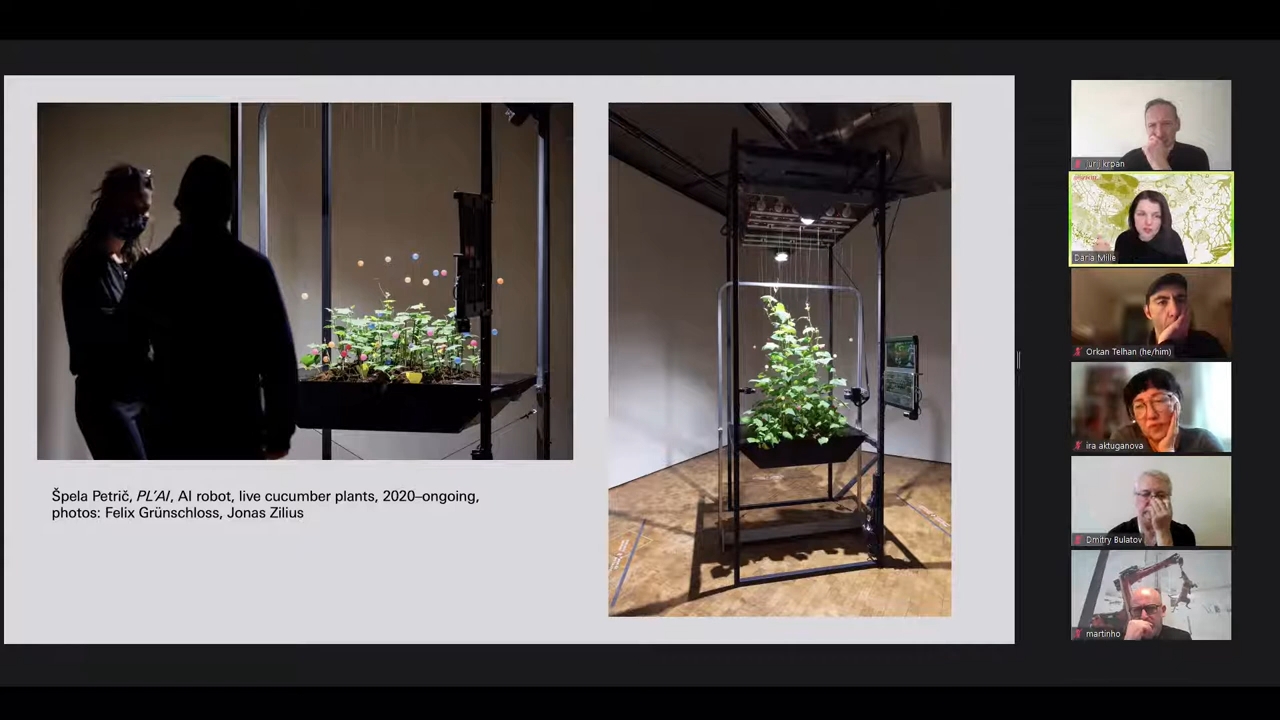 Špela Petrič, PL’AI, AI robot, live cucumber plants, 2020–ongoing,
photos: Felix Grünschloss, Jonas Zilius
jurij krpan
Daria Mille
Orkan Telhan (he/him)
ira aktuganova
Dmitry Bulatov
martinho